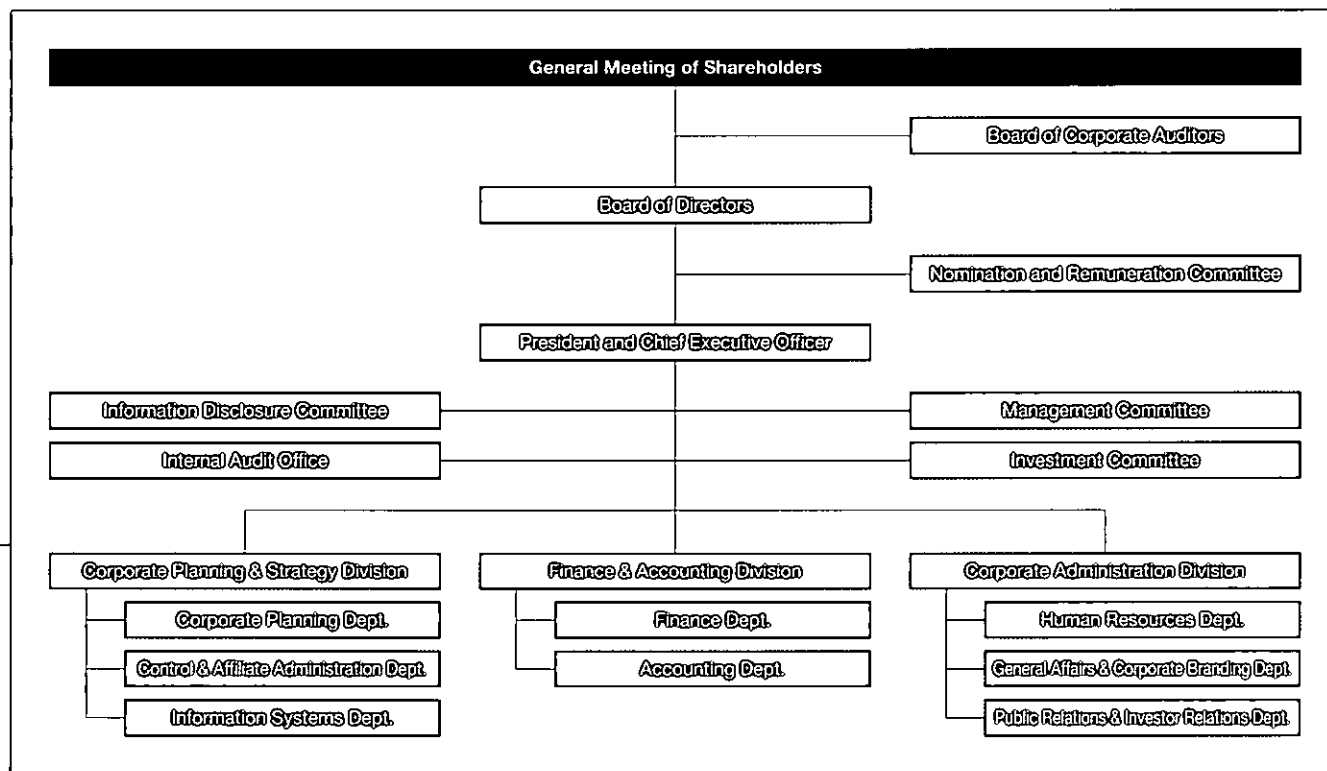 General Meeting of Shareholders
Board of Corporate Auditors
Board of Directors
Nomination and Remuneration Committee
President and Chief Executive Officer
Information Disclosure Committee
Management Committee
Internal Audit Office
Investment Committee
Corporate Planning & Strategy Division
Finance & Accounting Division
Corporate Administration Division
Corporate Planning Dept.
Finance Dept.
Human Resources Dept.
Control & Affiliate Administration Dept.
Accounting Dept.
General Affairs & Corporate Branding Dept.
Information Systems Dept.
Public Relations & Investor Relations Dept.